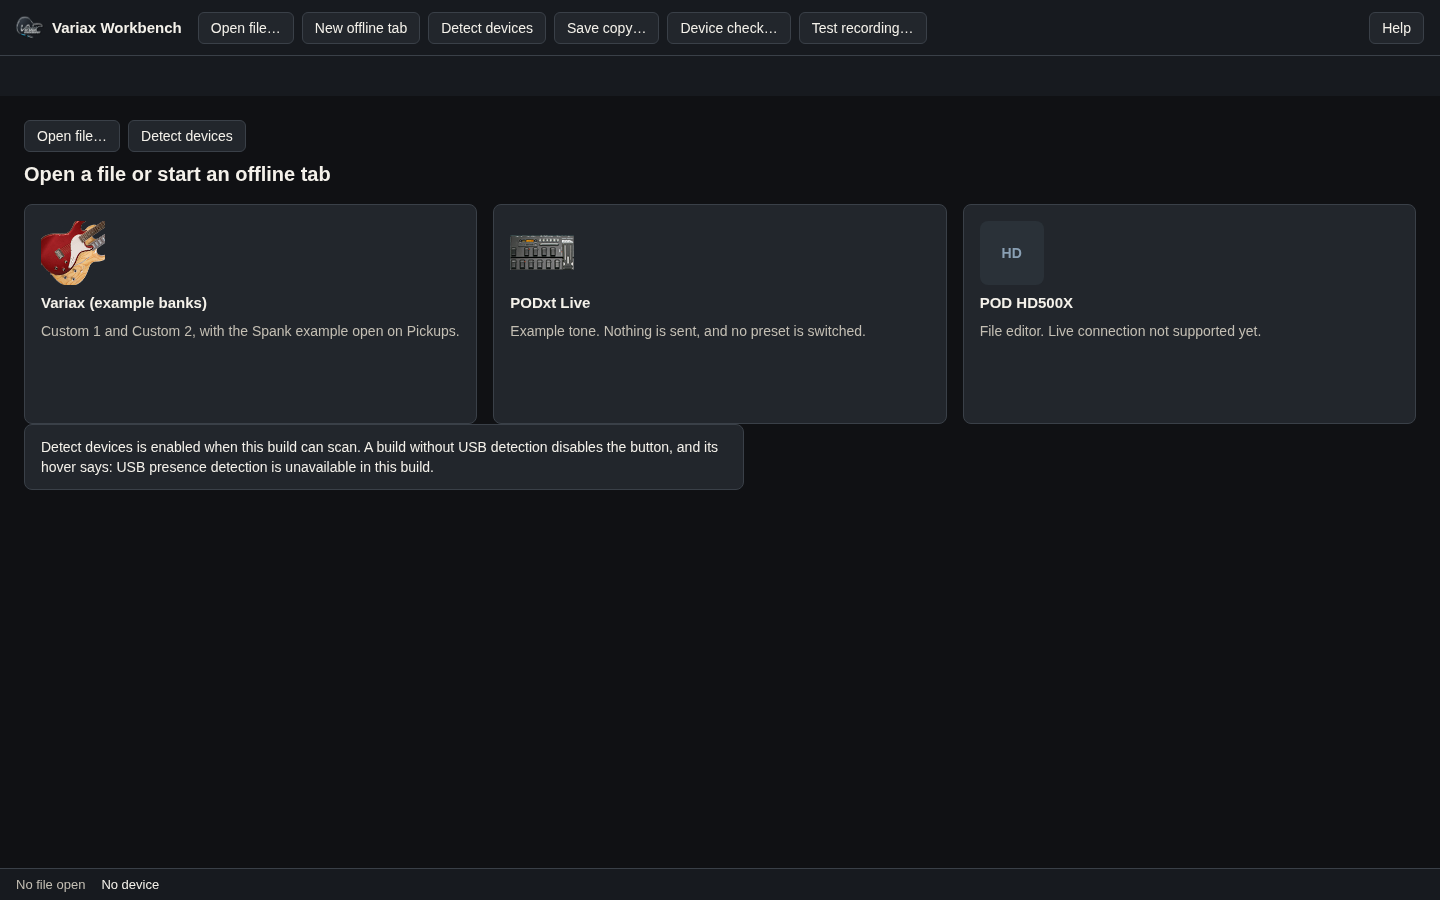 Variax Workbench
Open file…
New offline tab
Detect devices
Save copy…
Device check…
Test recording…
Help
Open file…
Detect devices
Open a file or start an offline tab
Variax (example banks)
Custom 1 and Custom 2, with the Spank example open on Pickups.
PODxt Live
Example tone. Nothing is sent, and no preset is switched.
HD
POD HD500X
File editor. Live connection not supported yet.
Detect devices is enabled when this build can scan. A build without USB detection disables the button, and its
hover says: USB presence detection is unavailable in this build.
No file open
No device